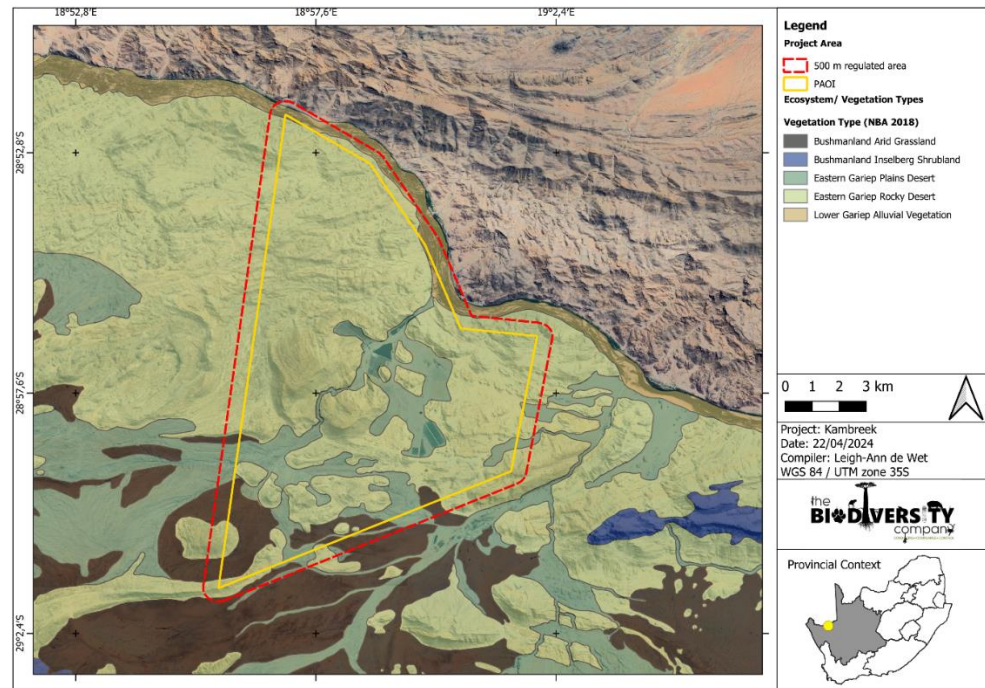 18°52,8'E
18°57,6'E
19°2,4'E
28°52,8'S
28°57,6'S
29°2,4'S
Legend
Project Area
500 m regulated area
PAOI
Ecosystem/ Vegetation Types
Vegetation Type (NBA 2018)
Bushmanland Arid Grassland
Bushmanland Inselberg Shrubland
Eastern Gariep Plains Desert
Eastern Gariep Rocky Desert
Lower Gariep Alluvial Vegetation
0 1 2 3 km
Project: Kambreek
Date: 22/04/2024
Compiler: Leigh-Ann de Wet
WGS 84 / UTM zone 35S
the
BIODIVERSITY
company
Provincial Context